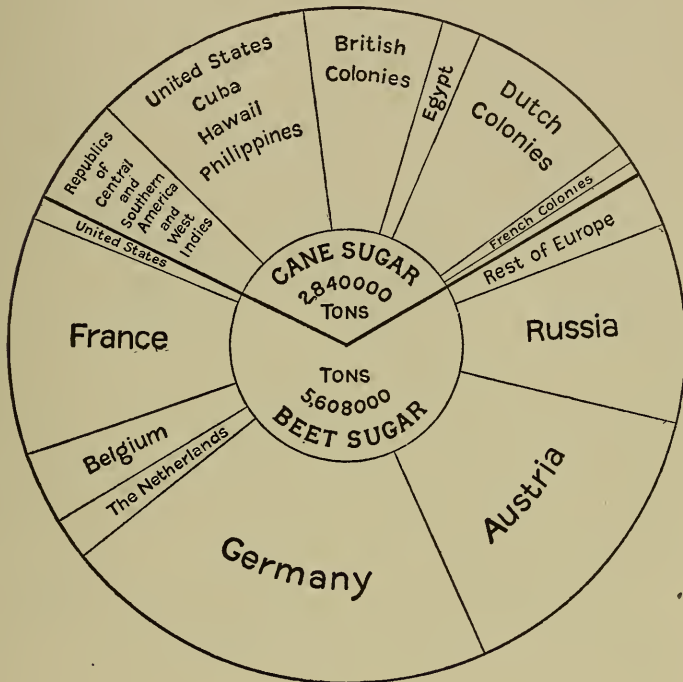 United States
Cuba
Hawaii
Philippines
British
Colonies
Egypt
Dutch
Colonies
French Colonies
Republics
of
Central
and
Southern
America
and
West
Indies
CANE SUGAR
2,840000
TONS
United States
France
Belgium
The Netherlands
Germany
Austria
Russia
Rest of Europe
TONS
5,608000
BEET SUGAR